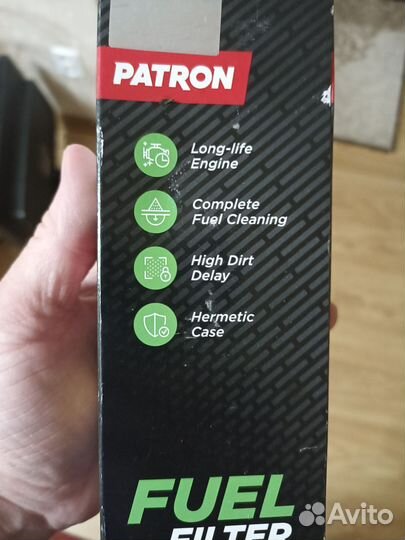 PATRON
Long-life
Engine
Complete
Fuel Cleaning
High Dirt
Delay
Hermetic
Case
FUEL
FILTER
Avito